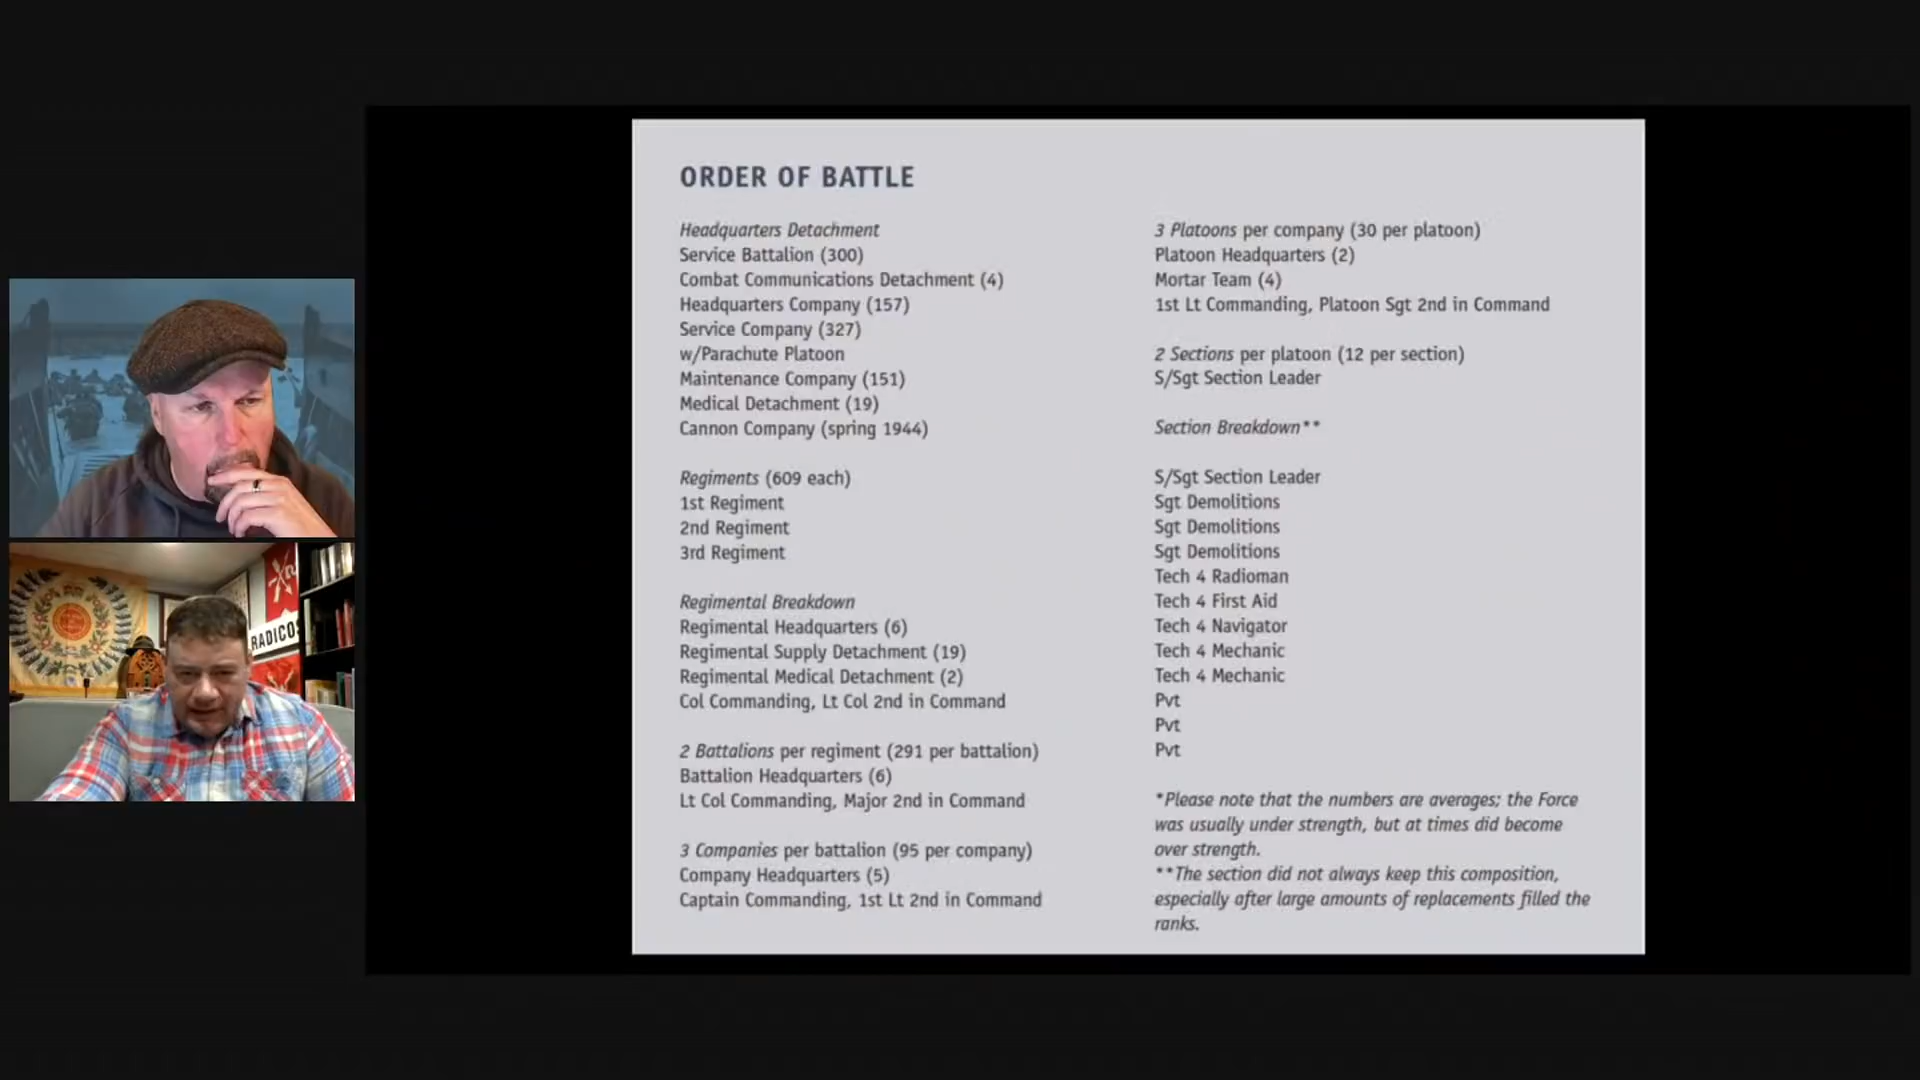 ORDER OF BATTLE
Headquarters Detachment
Service Battalion (300)
Combat Communications Detachment (4)
Headquarters Company (157)
Service Company (327)
w/Parachute Platoon
Maintenance Company (151)
Medical Detachment (19)
Cannon Company (spring 1944)
Regiments (609 each)
1st Regiment
2nd Regiment
3rd Regiment
Regimental Breakdown
Regimental Headquarters (6)
Regimental Supply Detachment (19)
Regimental Medical Detachment (2)
Col Commanding, Lt Col 2nd in Command
2 Battalions per regiment (291 per battalion)
Battalion Headquarters (6)
Lt Col Commanding, Major 2nd in Command
3 Companies per battalion (95 per company)
Company Headquarters (5)
Captain Commanding, 1st Lt 2nd in Command
3 Platoons per company (30 per platoon)
Platoon Headquarters (2)
Mortar Team (4)
1st Lt Commanding, Platoon Sgt 2nd in Command
2 Sections per platoon (12 per section)
S/Sgt Section Leader
Section Breakdown**
S/Sgt Section Leader
Sgt Demolitions
Sgt Demolitions
Sgt Demolitions
Tech 4 Radioman
Tech 4 First Aid
Tech 4 Navigator
Tech 4 Mechanic
Tech 4 Mechanic
Pvt
Pvt
Pvt
*Please note that the numbers are averages; the Force
was usually under strength, but at times did become
over strength.
**The section did not always keep this composition,
especially after large amounts of replacements filled the
ranks.
RADICOS